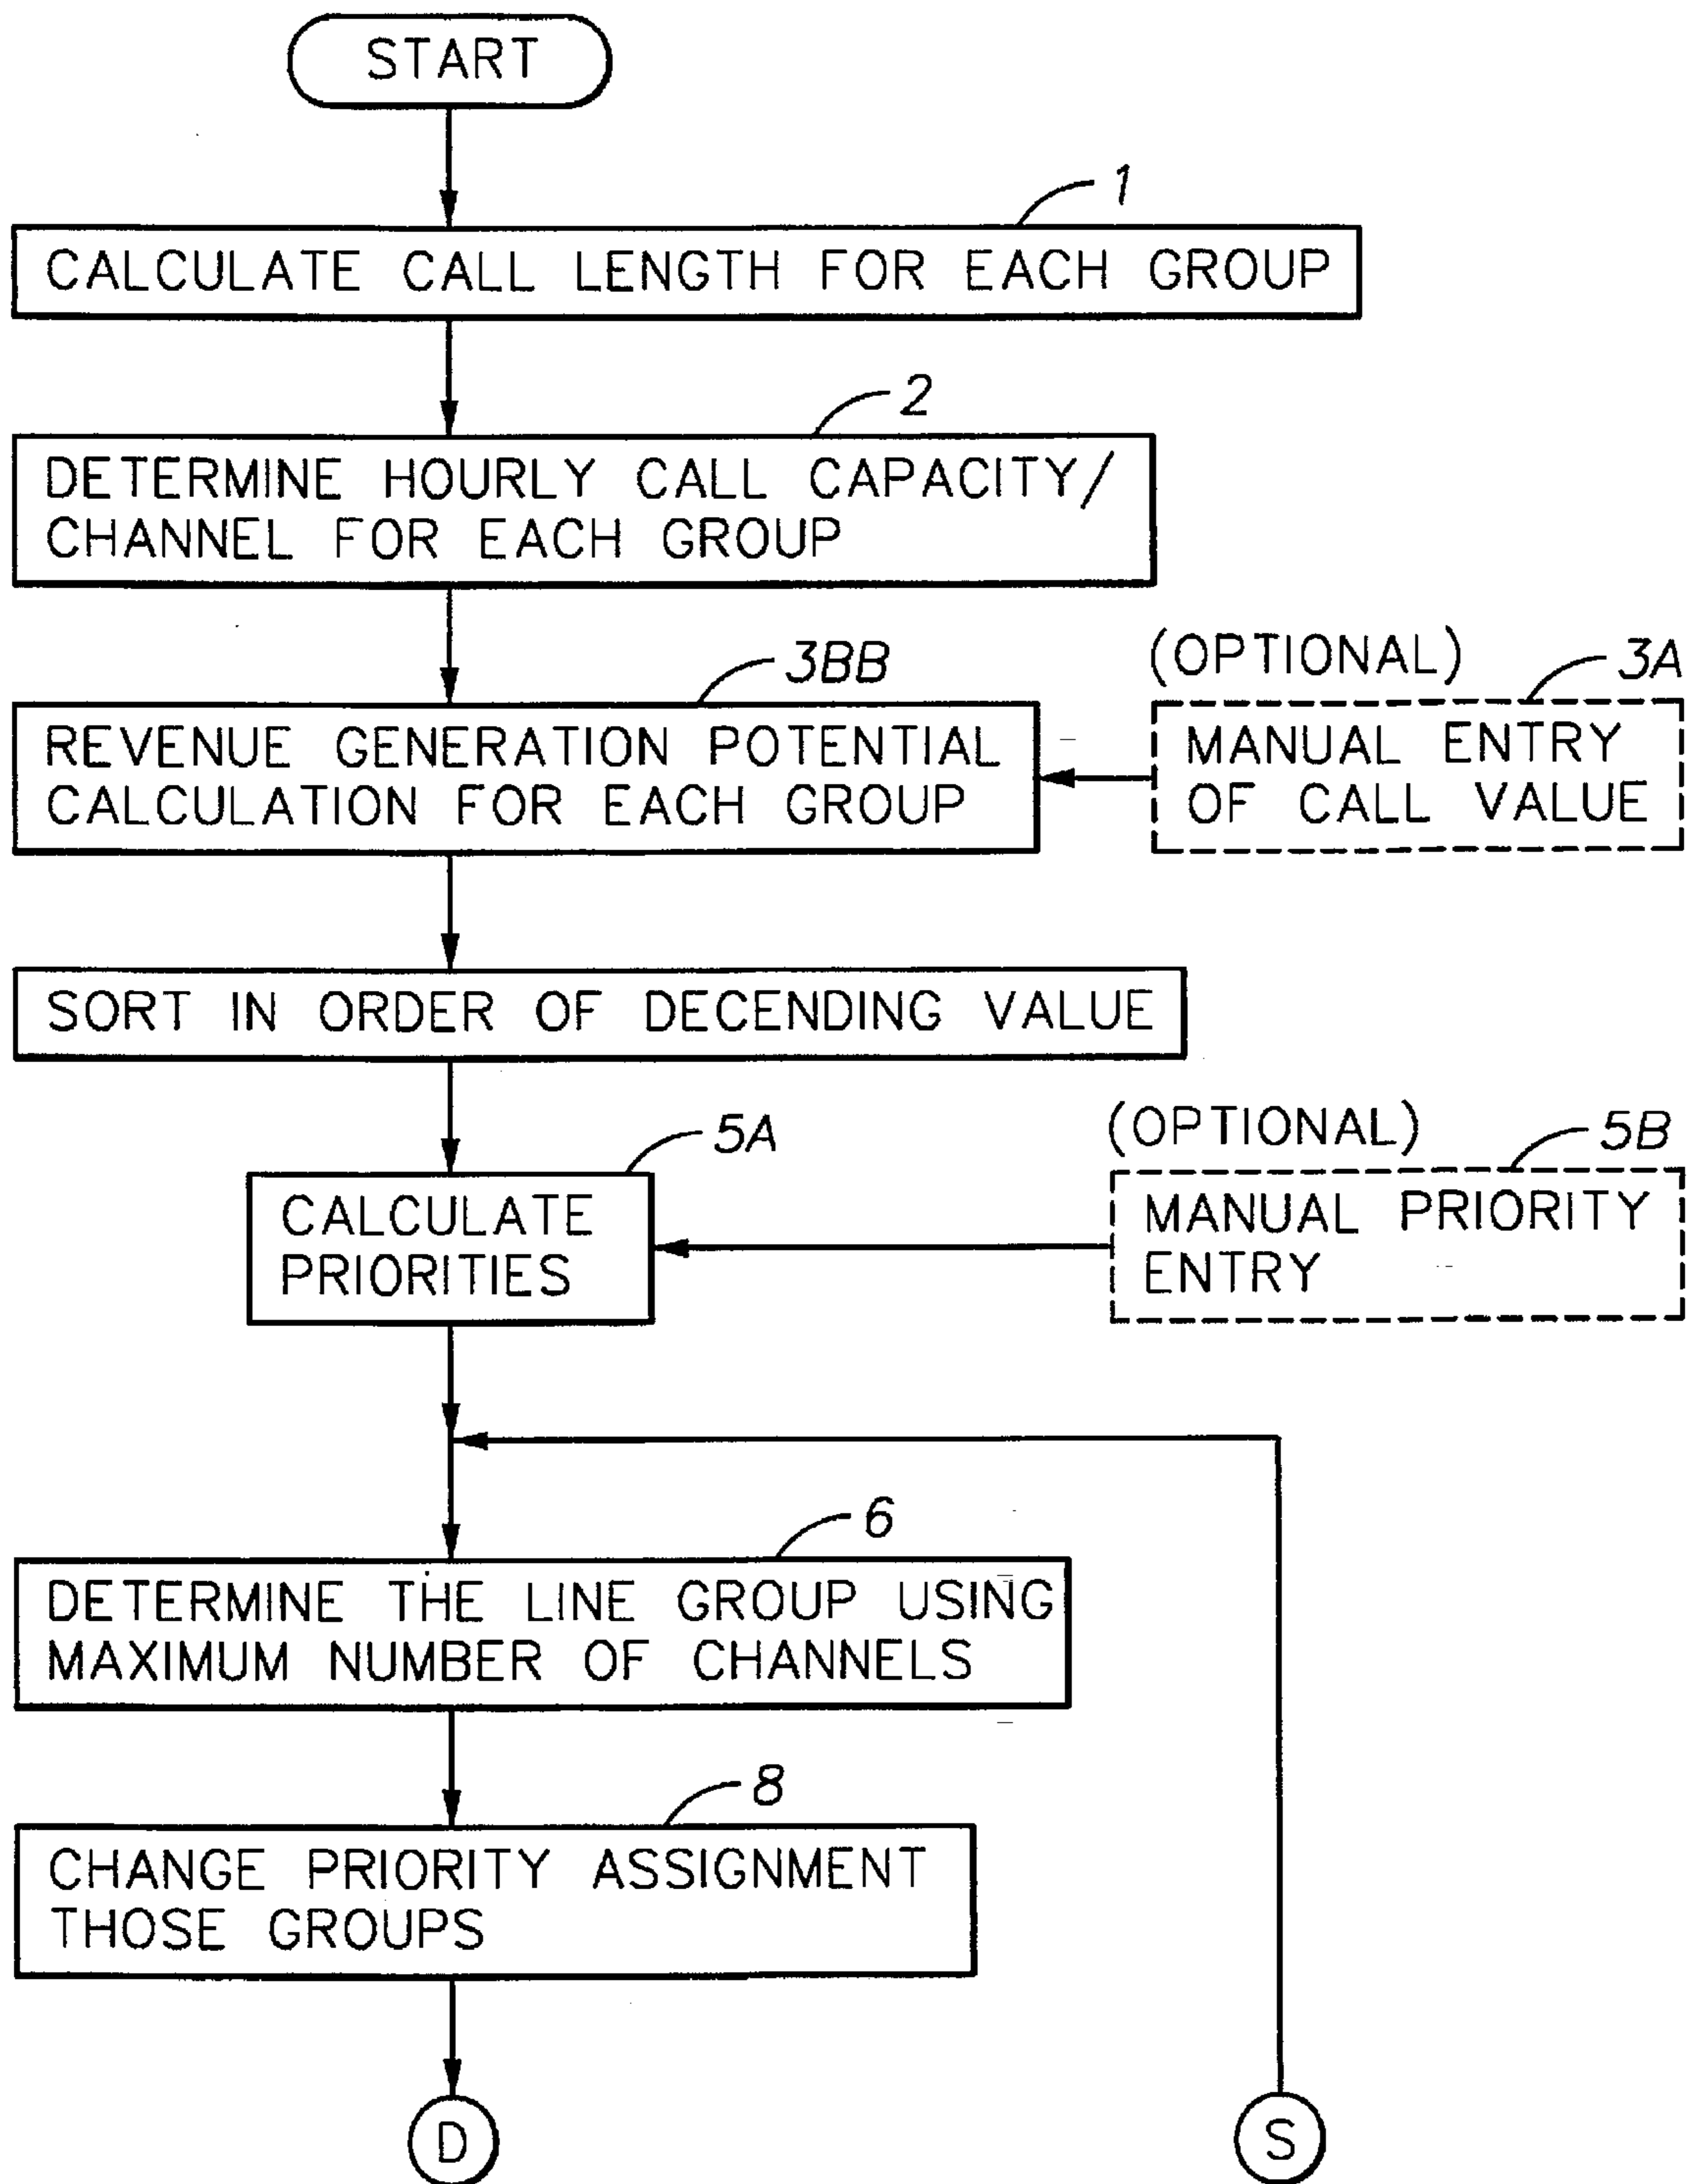 START
1
CALCULATE CALL LENGTH FOR EACH GROUP
2
DETERMINE HOURLY CALL CAPACITY/
CHANNEL FOR EACH GROUP
3BB
REVENUE GENERATION POTENTIAL
CALCULATION FOR EACH GROUP
(OPTIONAL)
3A
MANUAL ENTRY
OF CALL VALUE
SORT IN ORDER OF DECENDING VALUE
5A
CALCULATE
PRIORITIES
(OPTIONAL)
5B
MANUAL PRIORITY
ENTRY
6
DETERMINE THE LINE GROUP USING
MAXIMUM NUMBER OF CHANNELS
8
CHANGE PRIORITY ASSIGNMENT
THOSE GROUPS
D
S